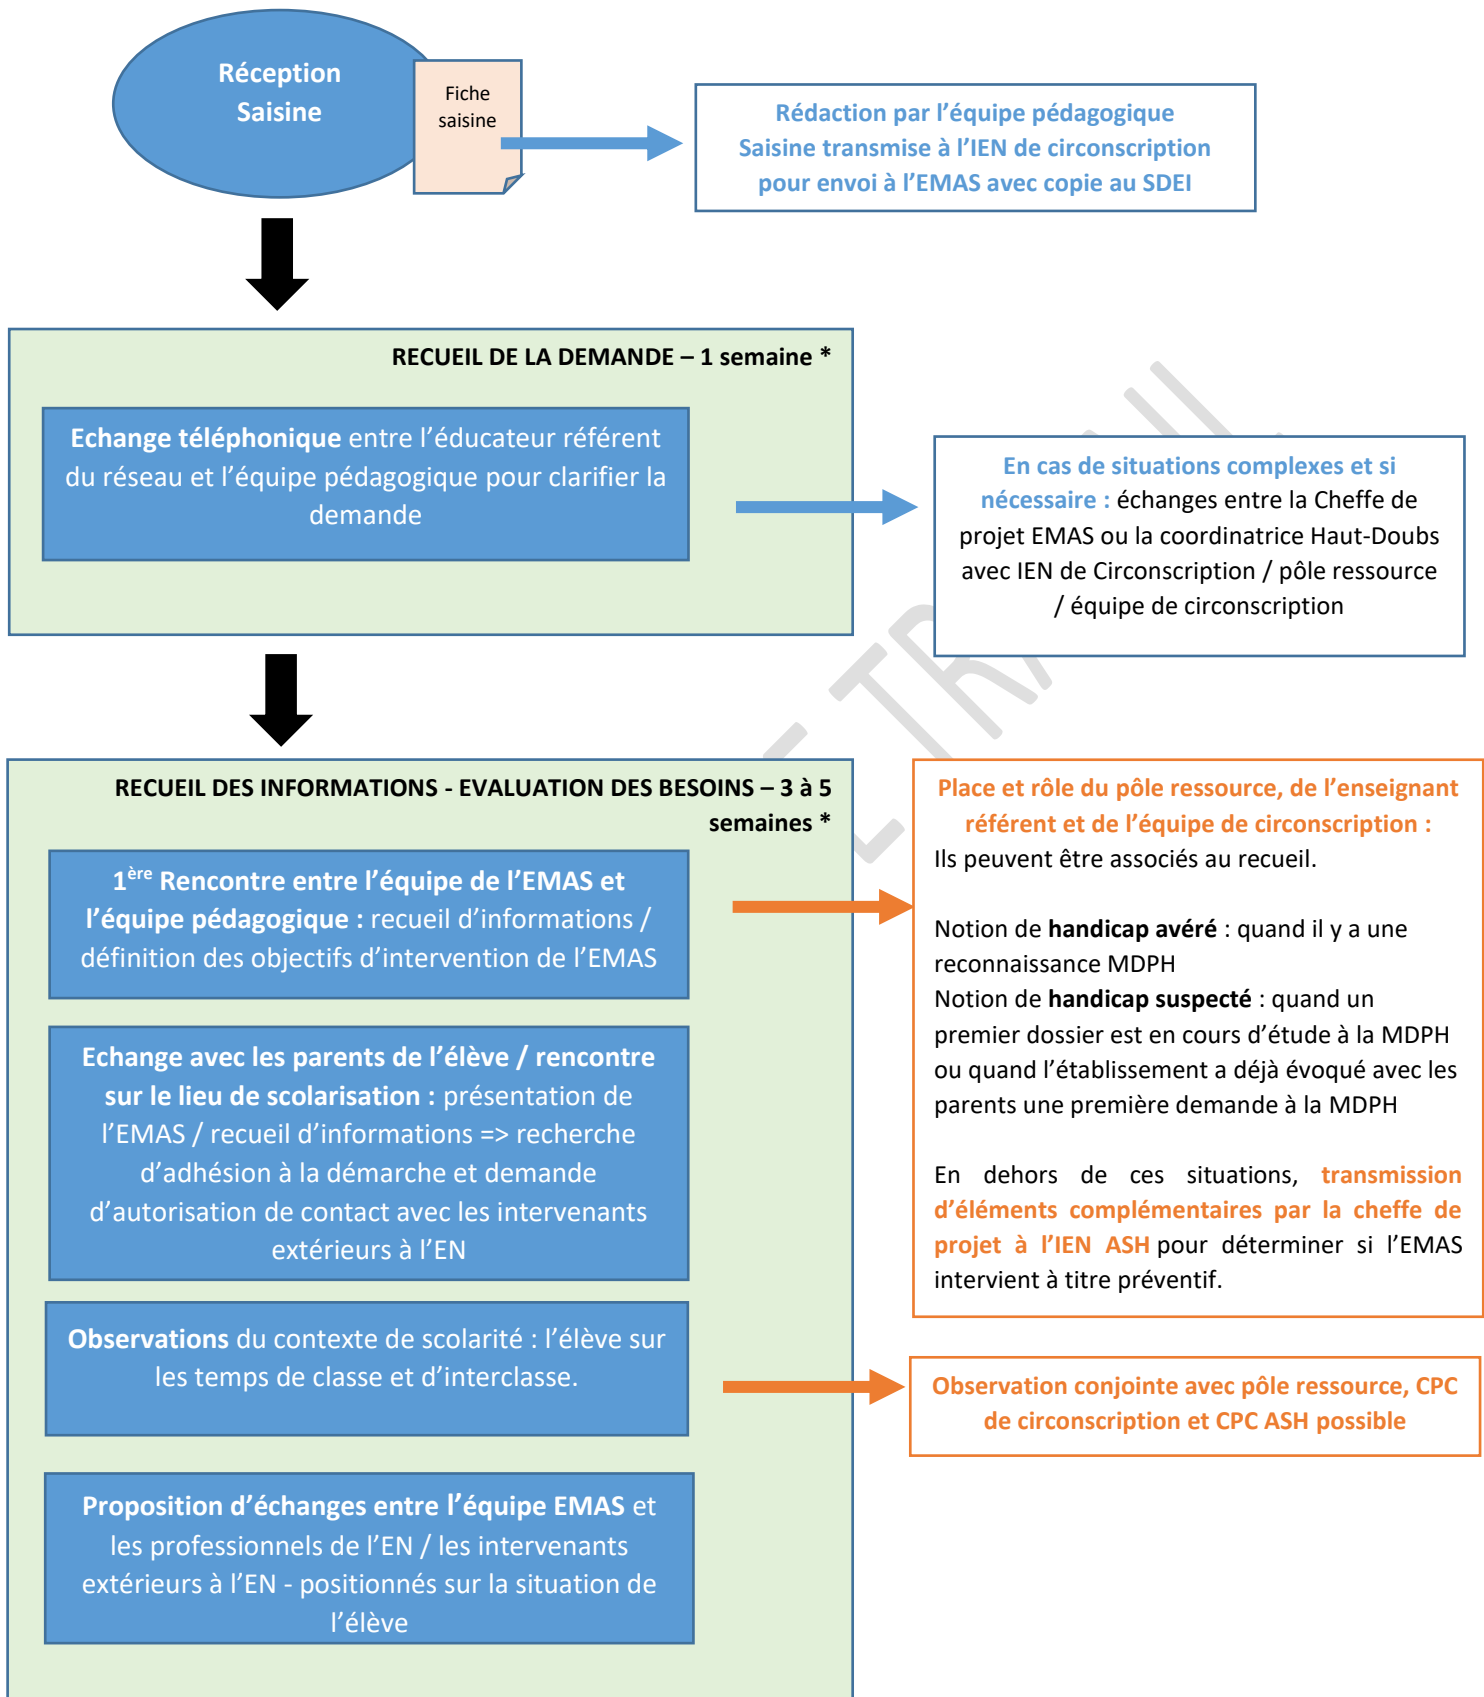 Réception
Saisine
Fiche
saisine
Rédaction par l’équipe pédagogique
Saisine transmise à l’IEN de circonscription
pour envoi à l’EMAS avec copie au SDEI
RECUEIL DE LA DEMANDE – 1 semaine *
Echange téléphonique entre l’éducateur référent
du réseau et l’équipe pédagogique pour clarifier la
demande
En cas de situations complexes et si
nécessaire : échanges entre la Cheffe de
projet EMAS ou la coordinatrice Haut-Doubs
avec IEN de Circonscription / pôle ressource
/ équipe de circonscription
RECUEIL DES INFORMATIONS - EVALUATION DES BESOINS – 3 à 5
semaines *
1ère Rencontre entre l’équipe de l’EMAS et
l’équipe pédagogique : recueil d’informations /
définition des objectifs d’intervention de l’EMAS
Echange avec les parents de l’élève / rencontre
sur le lieu de scolarisation : présentation de
l’EMAS / recueil d’informations => recherche
d’adhésion à la démarche et demande
d’autorisation de contact avec les intervenants
extérieurs à l’EN
Observations du contexte de scolarité : l’élève sur
les temps de classe et d’interclasse.
Proposition d’échanges entre l’équipe EMAS et
les professionnels de l’EN / les intervenants
extérieurs à l’EN - positionnés sur la situation de
l’élève
Place et rôle du pôle ressource, de l’enseignant
référent et de l’équipe de circonscription :
Ils peuvent être associés au recueil.
Notion de handicap avéré : quand il y a une
reconnaissance MDPH
Notion de handicap suspecté : quand un
premier dossier est en cours d’étude à la MDPH
ou quand l’établissement a déjà évoqué avec les
parents une première demande à la MDPH
En dehors de ces situations, transmission
d’éléments complémentaires par la cheffe de
projet à l’IEN ASH pour déterminer si l’EMAS
intervient à titre préventif.
Observation conjointe avec pôle ressource, CPC
de circonscription et CPC ASH possible